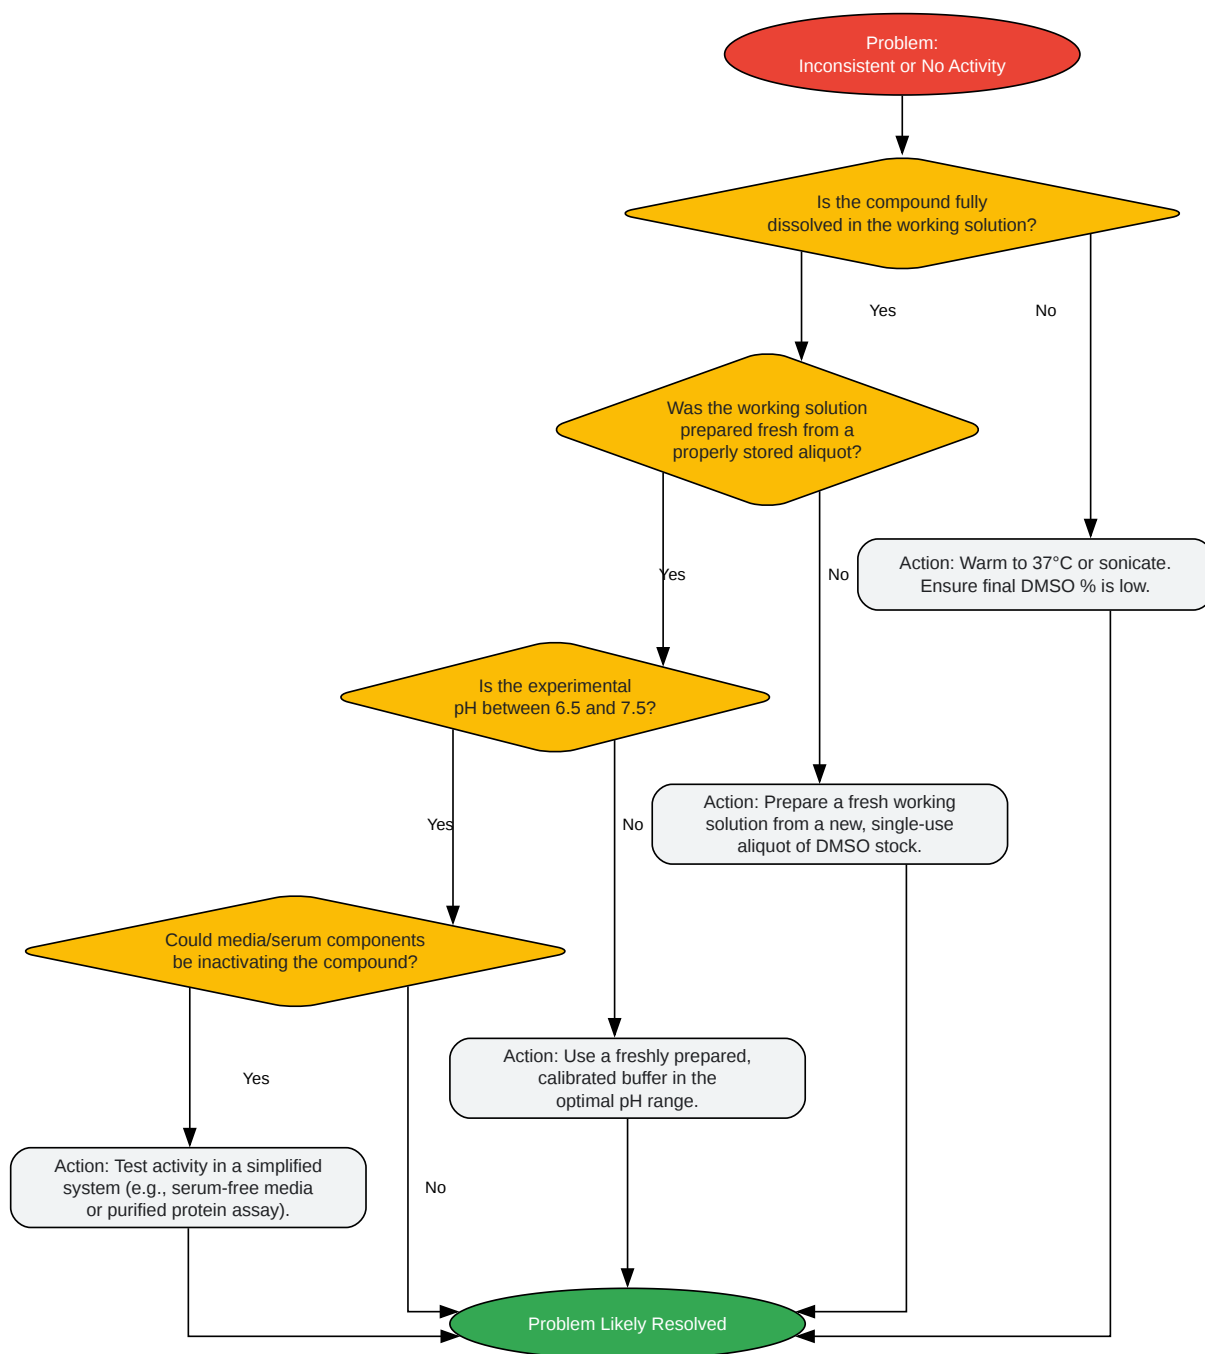 Problem:
Inconsistent or No Activity
Is the compound fully
dissolved in the working solution?
Yes
No
Was the working solution
prepared fresh from a
properly stored aliquot?
Yes
No
Action: Warm to 37°C or sonicate.
Ensure final DMSO % is low.
Is the experimental
pH between 6.5 and 7.5?
Yes
No
Action: Prepare a fresh working
solution from a new, single-use
aliquot of DMSO stock.
Could media/serum components
be inactivating the compound?
Yes
No
Action: Use a freshly prepared,
calibrated buffer in the
optimal pH range.
Action: Test activity in a simplified
system (e.g., serum-free media
or purified protein assay).
Problem Likely Resolved